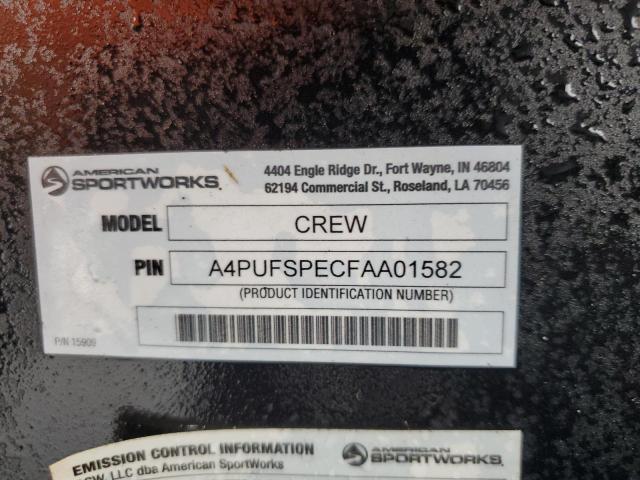 AMERICAN
SPORTWORKS
4404 Engle Ridge Dr., Fort Wayne, IN 46804
62194 Commercial St., Roseland, LA 70456
MODEL CREW
PIN A4PUFSPECFAA01582
(PRODUCT IDENTIFICATION NUMBER)
P/N 15909
EMISSION CONTROL INFORMATION
LLC dba American SportWorks
AMERICAN
SPORTWORKS